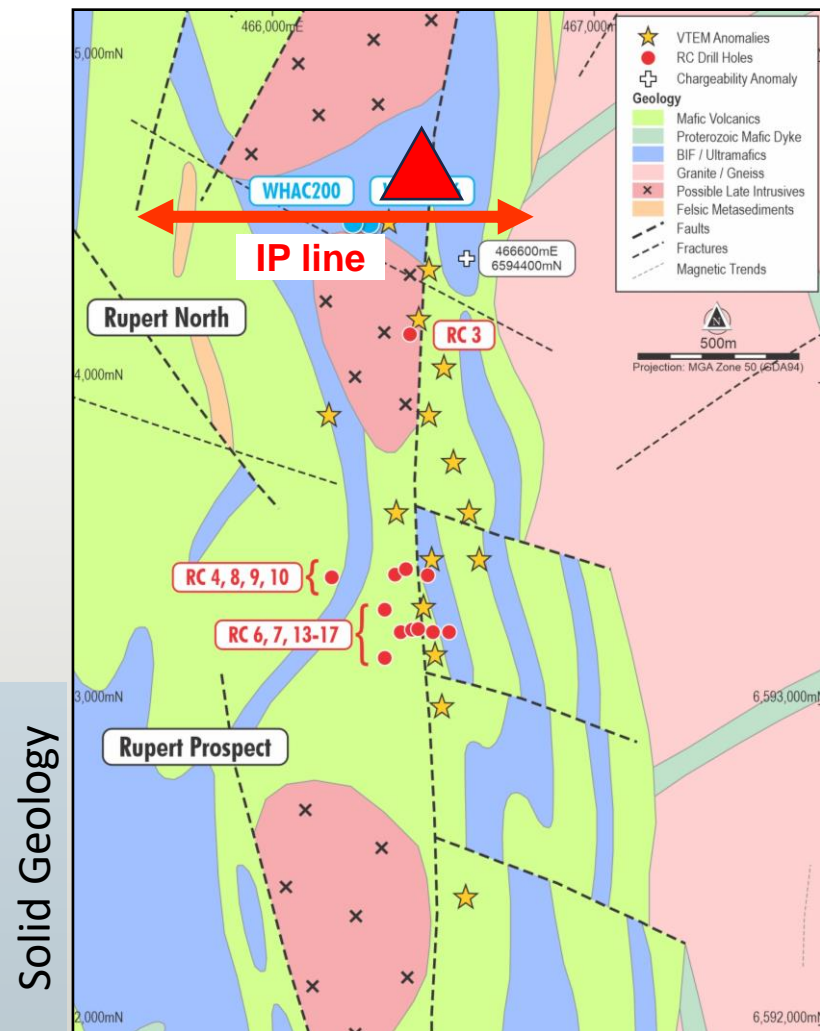 466,000mE
467,000m
5,000mN
VTEM Anomalies
RC Drill Holes
Chargeability Anomaly
Geology
Mafic Volcanics
Proterozoic Mafic Dyke
BIF / Ultramafics
Granite / Gneiss
Possible Late Intrusives
Felsic Metasediments
Faults
Fractures
Magnetic Trends
N
500m
Projection: MGA Zone 50 (GDA94)
WHAC200
IP line
466600mE
6594400mN
Rupert North
RC 3
4,000mN
RC 4, 8, 9, 10
RC 6, 7, 13-17
3,000mN
6,593,000mN
Rupert Prospect
Solid Geology
2,000mN
6,592,000mN